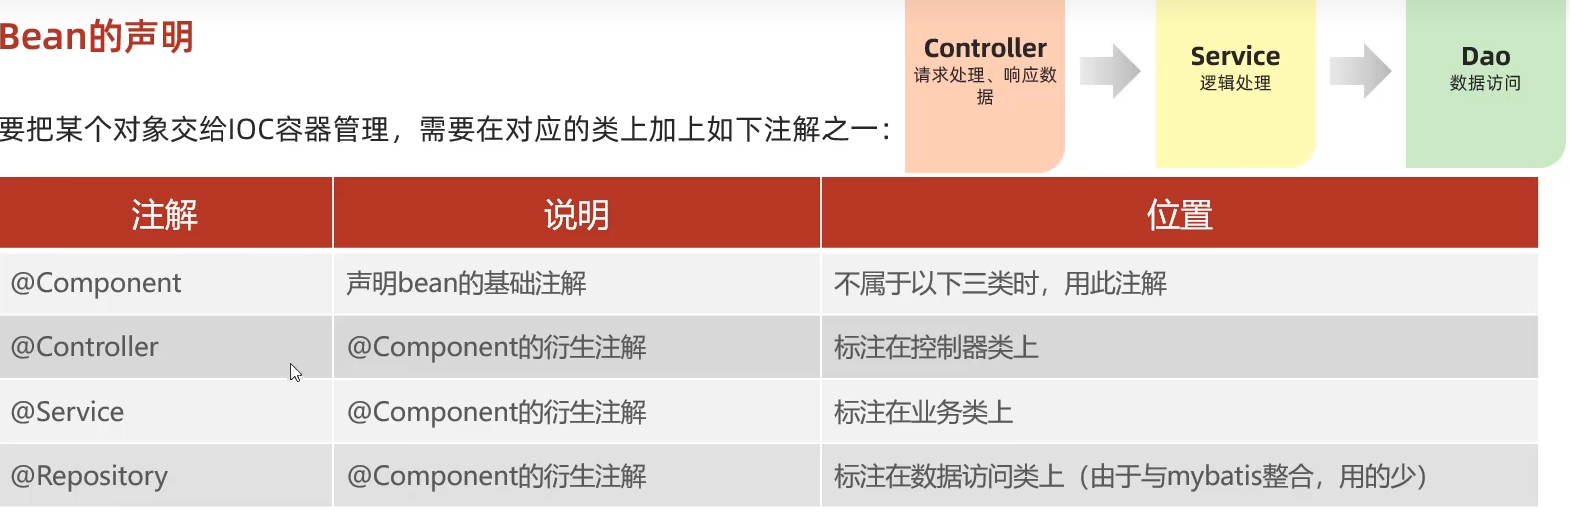 Bean的声明
Controller
请求处理、响应数
据
Service
逻辑处理
Dao
数据访问
要把某个对象交给IOC容器管理，需要在对应的类上加上如下注解之一：
注解 说明 位置
@Component 声明bean的基础注解 不属于以下三类时，用此注解
@Controller @Component的衍生注解 标注在控制器类上
@Service @Component的衍生注解 标注在业务类上
@Repository @Component的衍生注解 标注在数据访问类上（由于与mybatis整合，用的少）